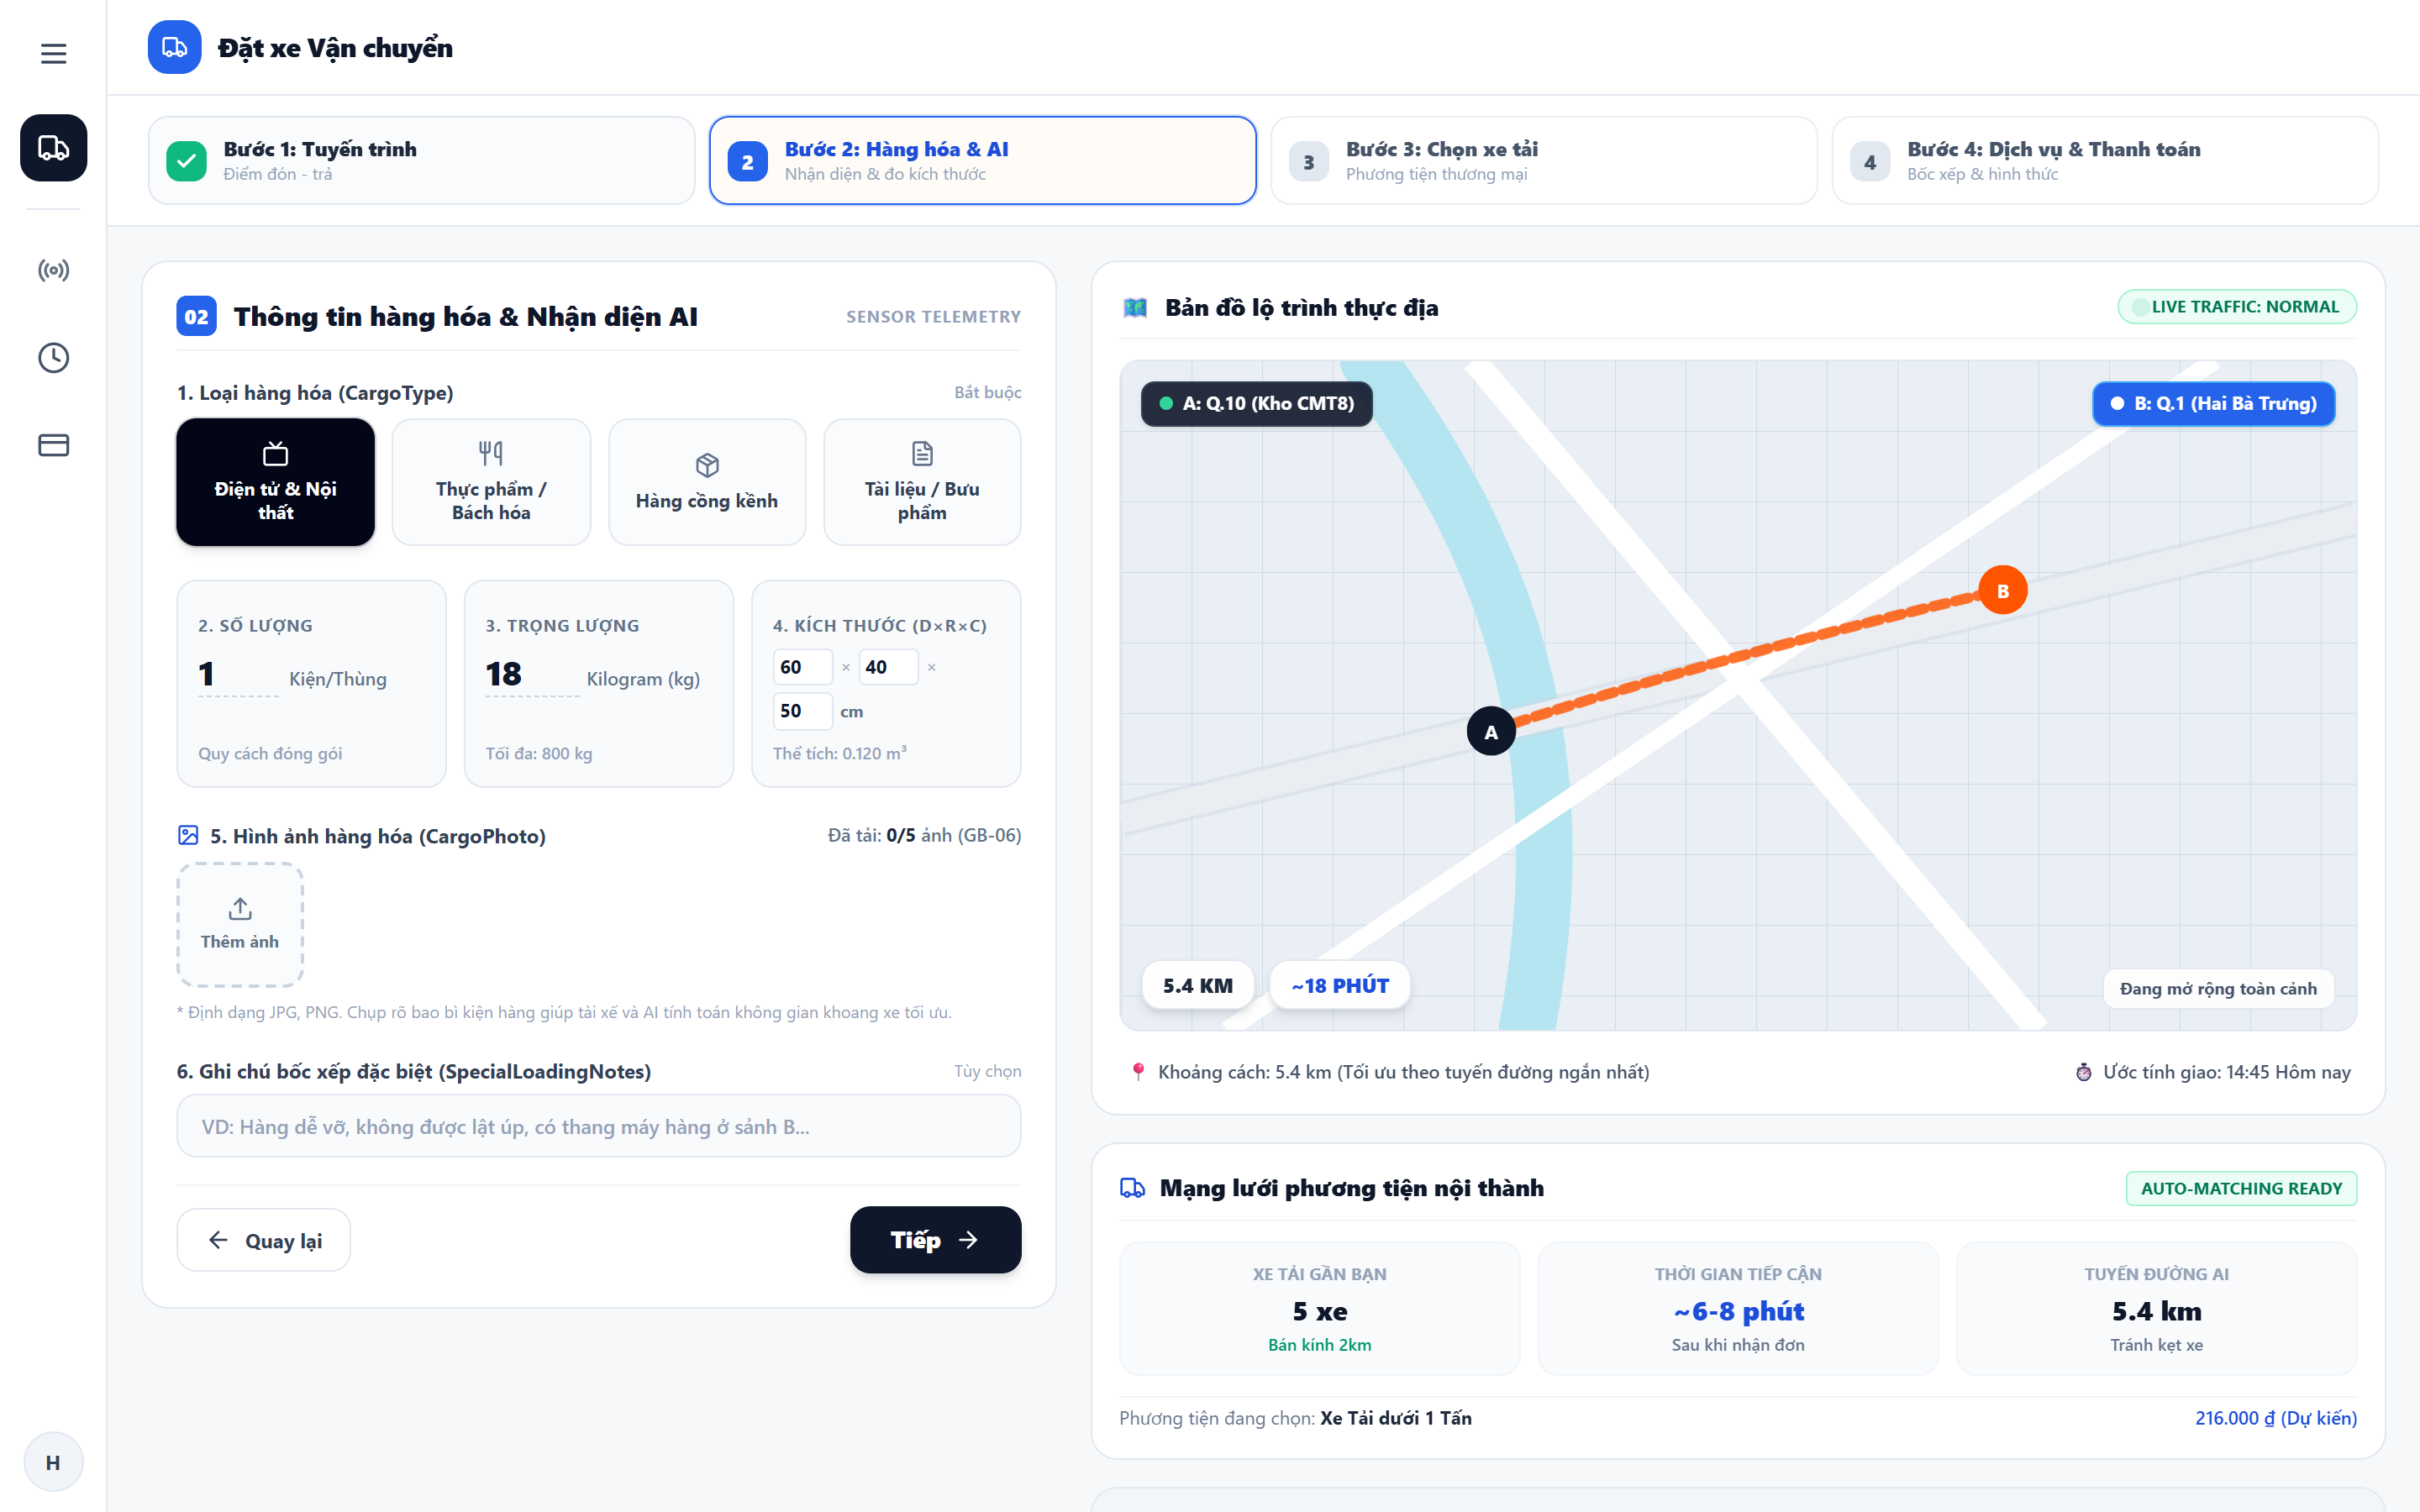 Đặt xe Vận chuyển
Bước 1: Tuyến trình
Điểm đón - trả
2
Bước 2: Hàng hóa & AI
Nhận diện & đo kích thước
3
Bước 3: Chọn xe tải
Phương tiện thương mại
4
Bước 4: Dịch vụ & Thanh toán
Bốc xếp & hình thức
02
Thông tin hàng hóa & Nhận diện AI
SENSOR TELEMETRY
1. Loại hàng hóa (CargoType)
Bắt buộc
Điện tử & Nội
thất
Thực phẩm /
Bách hóa
Hàng cồng kềnh
Tài liệu / Bưu
phẩm
2. SỐ LƯỢNG
1 Kiện/Thùng
Quy cách đóng gói
3. TRỌNG LƯỢNG
18 Kilogram (kg)
Tối đa: 800 kg
4. KÍCH THƯỚC (D×R×C)
60 × 40 ×
50 cm
Thể tích: 0.120 m³
5. Hình ảnh hàng hóa (CargoPhoto)
Đã tải: 0/5 ảnh (GB-06)
Thêm ảnh
* Định dạng JPG, PNG. Chụp rõ bao bì kiện hàng giúp tài xế và AI tính toán không gian khoang xe tối ưu.
6. Ghi chú bốc xếp đặc biệt (SpecialLoadingNotes)
Tùy chọn
VD: Hàng dễ vỡ, không được lật úp, có thang máy hàng ở sảnh B...
Quay lại
Tiếp
H
Bản đồ lộ trình thực địa
LIVE TRAFFIC: NORMAL
A: Q.10 (Kho CMT8)
B: Q.1 (Hai Bà Trưng)
B
A
5.4 KM
~18 PHÚT
Đang mở rộng toàn cảnh
Khoảng cách: 5.4 km (Tối ưu theo tuyến đường ngắn nhất)
Ước tính giao: 14:45 Hôm nay
Mạng lưới phương tiện nội thành
AUTO-MATCHING READY
XE TẢI GẦN BẠN
5 xe
Bán kính 2km
THỜI GIAN TIẾP CẬN
~6-8 phút
Sau khi nhận đơn
TUYẾN ĐƯỜNG AI
5.4 km
Tránh kẹt xe
Phương tiện đang chọn: Xe Tải dưới 1 Tấn
216.000 ₫ (Dự kiến)